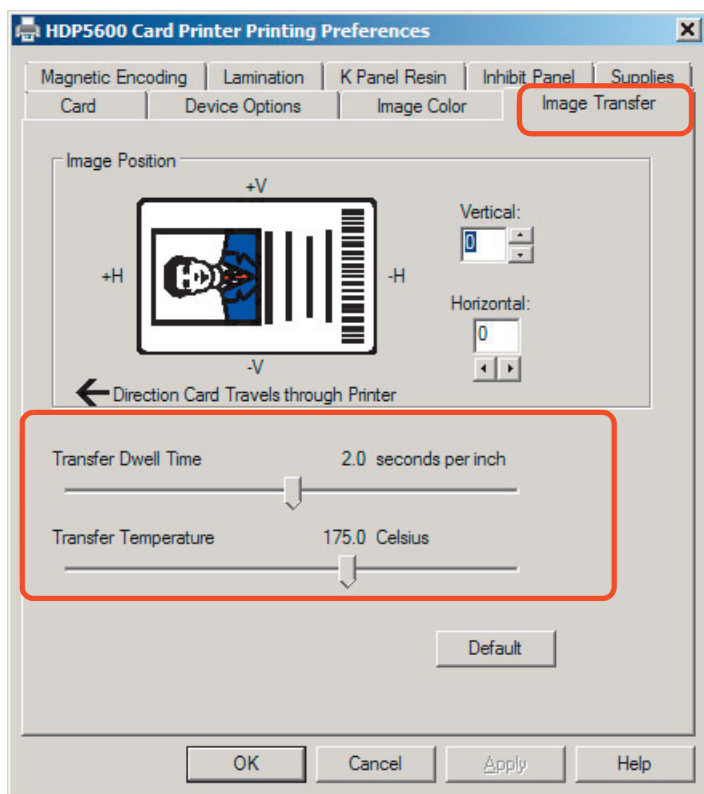 HDP5600 Card Printer Printing Preferences
Magnetic Encoding Lamination K Panel Resin Inhibit Panel Supplies
Card Device Options Image Color Image Transfer
Image Position
+V
Vertical:
0
+H
-H
Horizontal:
0
-V
Direction Card Travels through Printer
Transfer Dwell Time 2.0 seconds per inch
Transfer Temperature 175.0 Celsius
Default
OK Cancel Apply Help